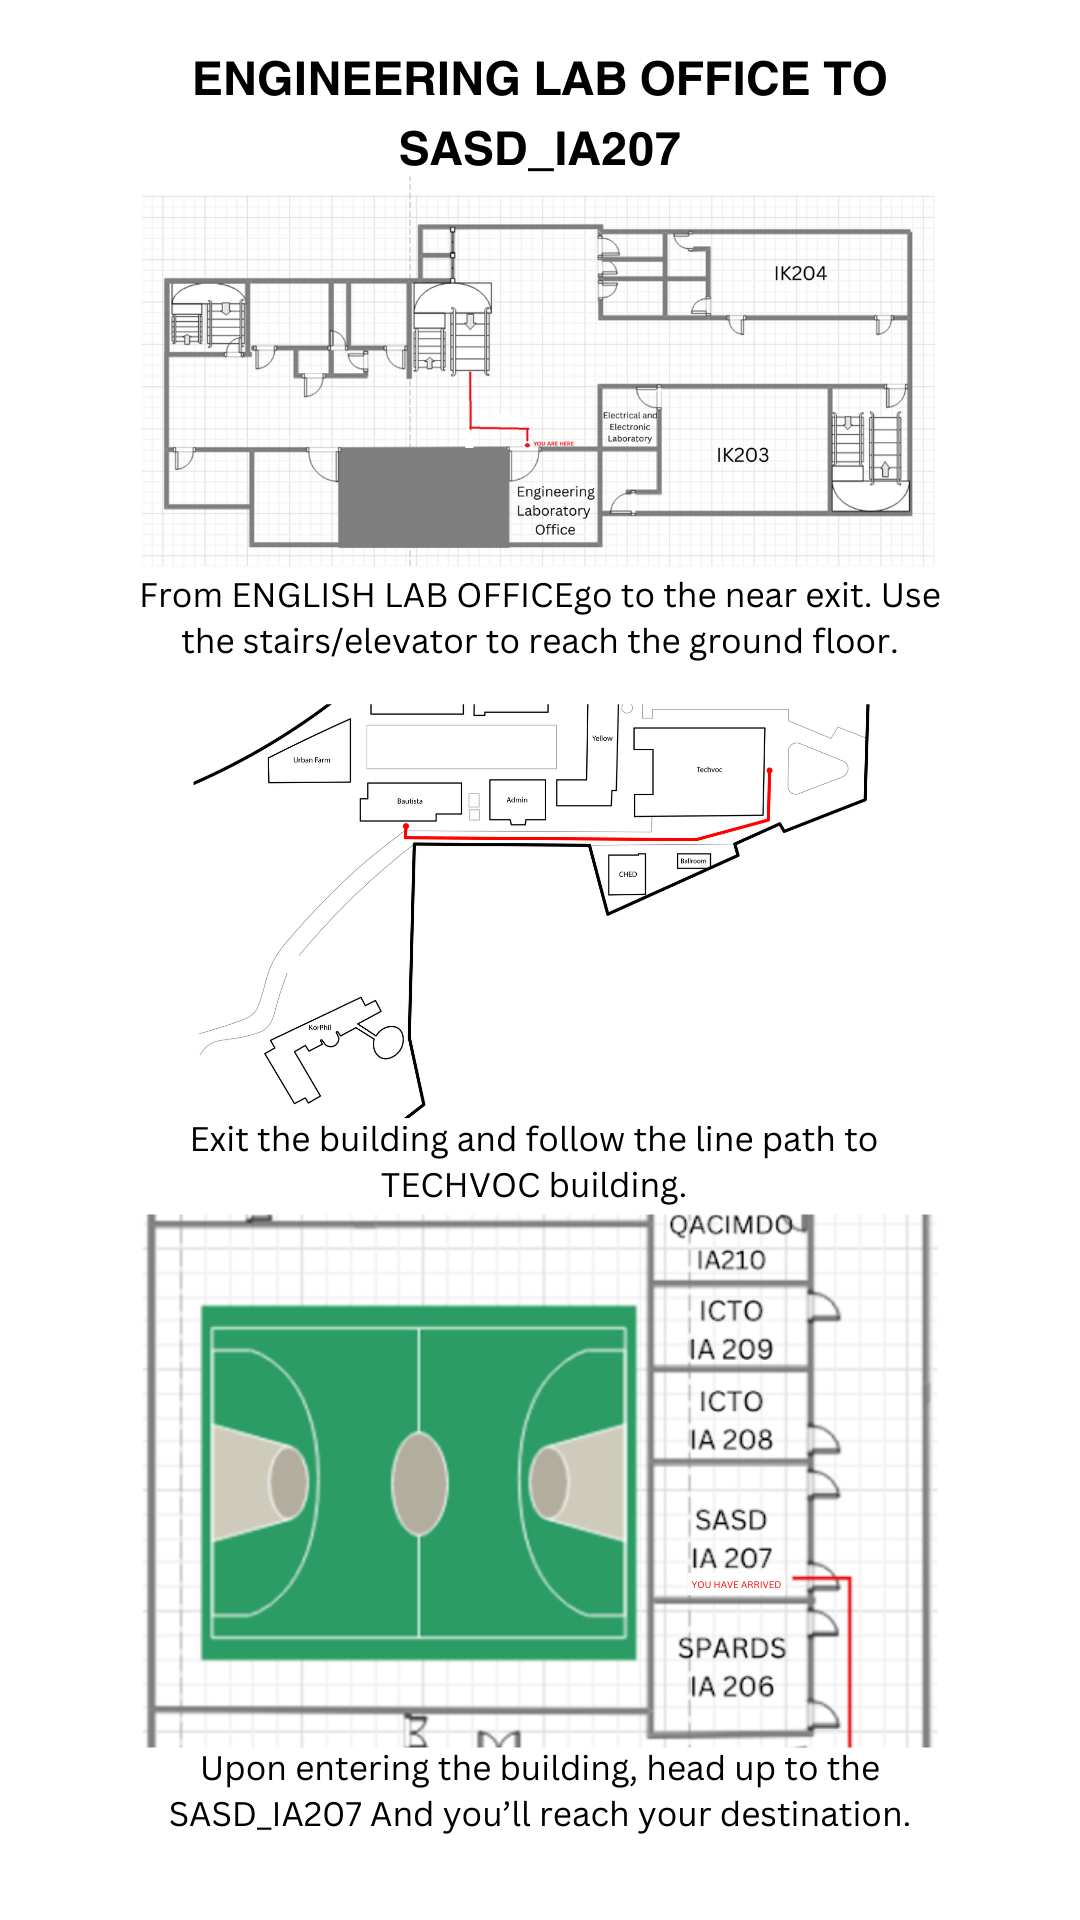 ENGINEERING LAB OFFICE TO
SASD_IA207
IK204
Electrical and
Electronic
Laboratory
YOU ARE HERE
IK203
Engineering
Laboratory
Office
From ENGLISH LAB OFFICEgo to the near exit. Use
the stairs/elevator to reach the ground floor.
Urban Farm
Yellow
Techvoc
Bautista
Admin
CHED
Ballroom
KorPhil
Exit the building and follow the line path to
TECHVOC building.
QACIMDO
IA210
ICTO
IA 209
ICTO
IA 208
SASD
IA 207
YOU HAVE ARRIVED
SPARDS
IA 206
Upon entering the building, head up to the
SASD_IA207 And you’ll reach your destination.